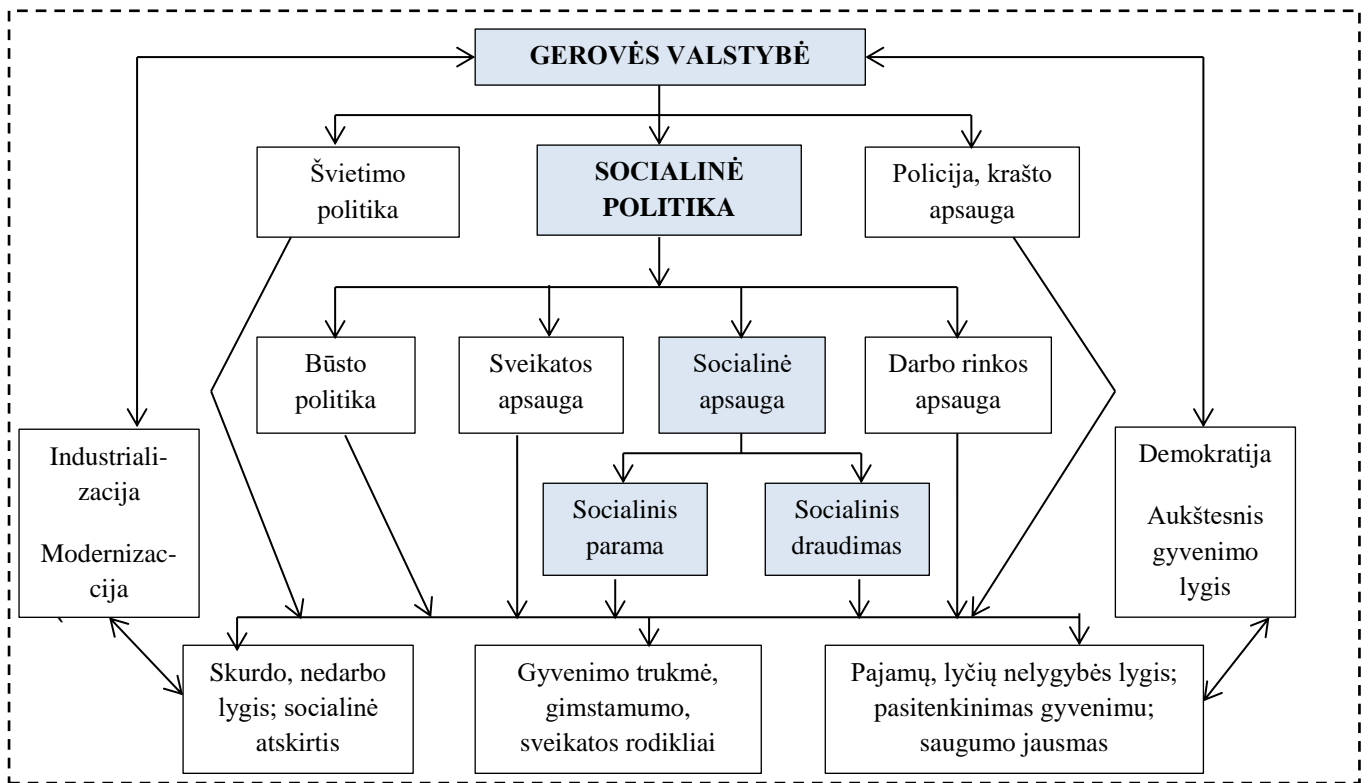 GEROVĖS VALSTYBĖ
Švietimo
politika
SOCIALINĖ
POLITIKA
Policija, krašto
apsauga
Būsto
politika
Sveikatos
apsauga
Socialinė
apsauga
Darbo rinkos
apsauga
Industriali-
zacija
Modernizac-
cija
Demokratija
Aukštesnis
gyvenimo
lygis
Socialinis
parama
Socialinis
draudimas
Skurdo, nedarbo
lygis; socialinė
atskirtis
Gyvenimo trukmė,
gimstamumo,
sveikatos rodikliai
Pajamų, lyčių nelygybės lygis;
pasitenkinimas gyvenimu;
saugumo jausmas